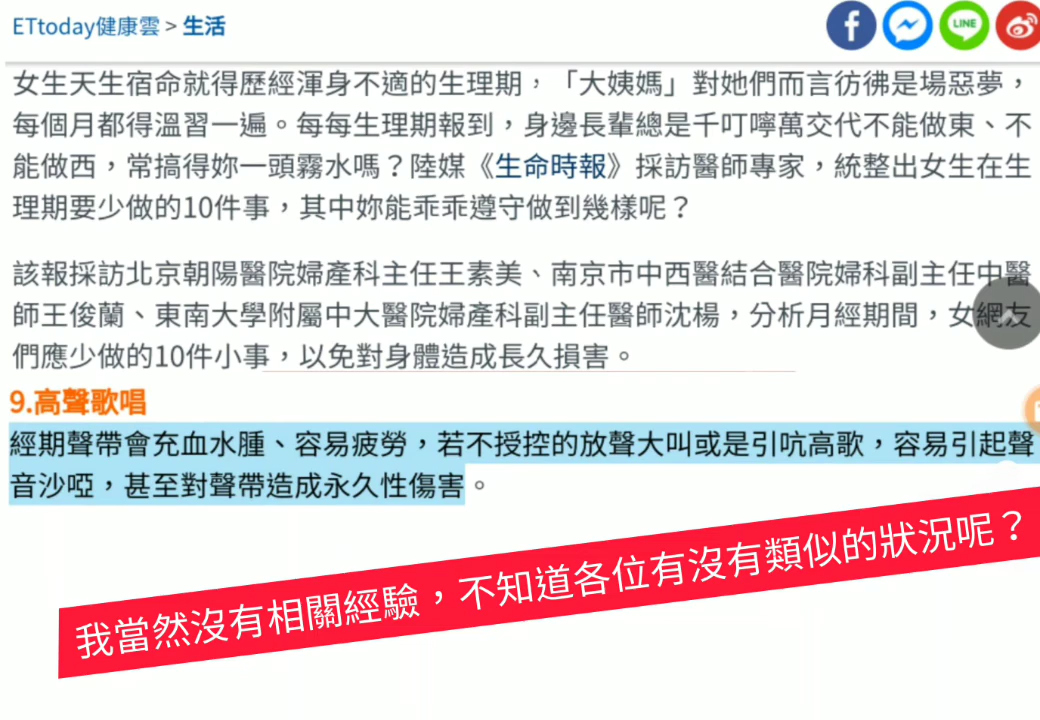 ETtoday健康雲 > 生活
LINE
女生天生宿命就得歷經渾身不適的生理期，「大姨媽」對她們而言彷彿是場惡夢，
每個月都得溫習一遍。每每生理期報到，身邊長輩總是千叮嚀萬交代不能做東、不
能做西，常搞得妳一頭霧水嗎？陸媒《生命時報》採訪醫師專家，統整出女生在生
理期要少做的10件事，其中妳能乖乖遵守做到幾樣呢？
該報採訪北京朝陽醫院婦產科主任王素美、南京市中西醫結合醫院婦科副主任中醫
師王俊蘭、東南大學附屬中大醫院婦產科副主任醫師沈楊，分析月經期間，女網友
們應少做的10件小事，以免對身體造成長久損害。
9.高聲歌唱
經期聲帶會充血水腫、容易疲勞，若不授控的放聲大叫或是引吭高歌，容易引起聲
音沙啞，甚至對聲帶造成永久性傷害。
我當然沒有相關經驗，不知道各位有沒有類似的狀況呢？